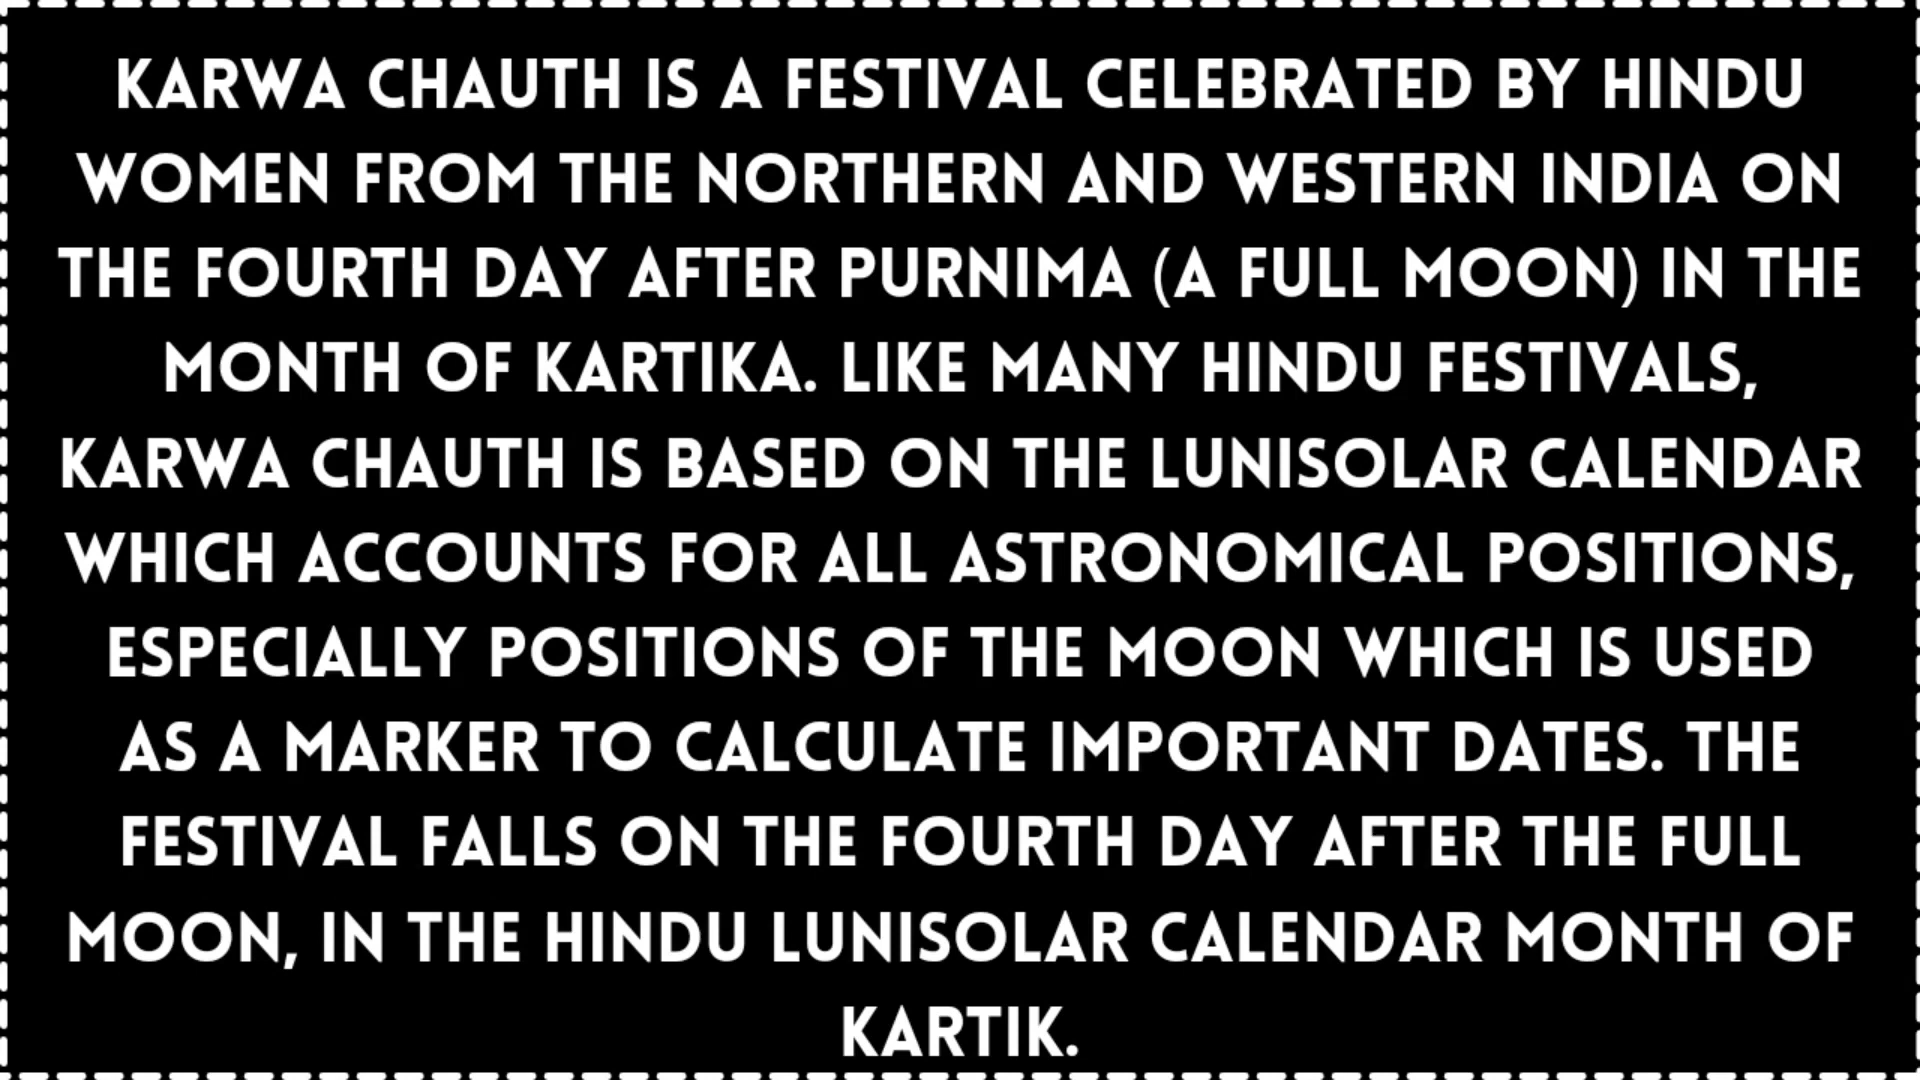 KARWA CHAUTH IS A FESTIVAL CELEBRATED BY HINDU
WOMEN FROM THE NORTHERN AND WESTERN INDIA ON
THE FOURTH DAY AFTER PURNIMA (A FULL MOON) IN THE
MONTH OF KARTIKA. LIKE MANY HINDU FESTIVALS,
KARWA CHAUTH IS BASED ON THE LUNISOLAR CALENDAR
WHICH ACCOUNTS FOR ALL ASTRONOMICAL POSITIONS,
ESPECIALLY POSITIONS OF THE MOON WHICH IS USED
AS A MARKER TO CALCULATE IMPORTANT DATES. THE
FESTIVAL FALLS ON THE FOURTH DAY AFTER THE FULL
MOON, IN THE HINDU LUNISOLAR CALENDAR MONTH OF
KARTIK.